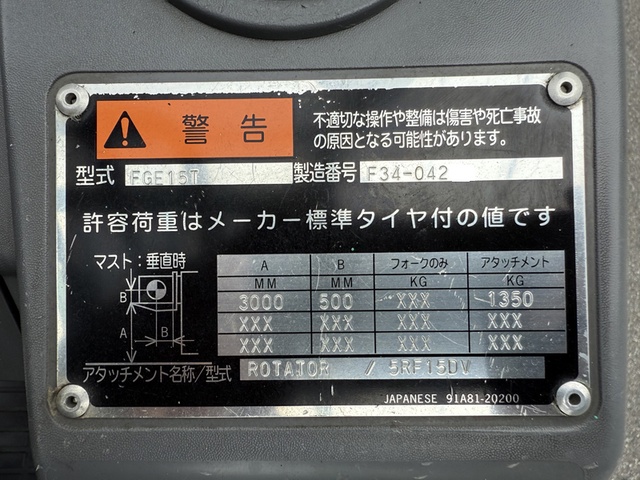 警告
不適切な操作や整備は傷害や死亡事故
の原因となる可能性があります。
型式 FGE15T 製造番号 F34-042
許容荷重はメーカー標準タイヤ付の値です
マスト：垂直時
B
A
B
A B フォークのみ アタッチメント
MM MM KG KG
3000 500 XXX 1350
XXX XXX XXX XXX
XXX XXX XXX XXX
アタッチメント名称/型式 ROTATOR / 5RF15DV
JAPANESE 91A81-20200